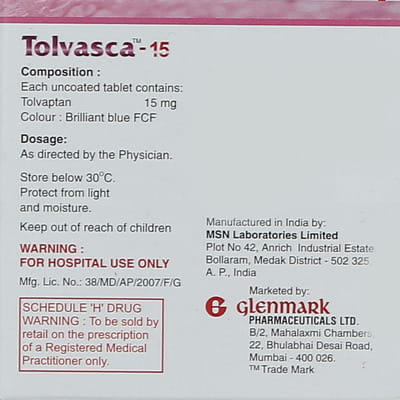 Tolvasca™-15
Composition :
Each uncoated tablet contains:
Tolvaptan 15 mg
Colour : Brilliant blue FCF
Dosage:
As directed by the Physician.
Store below 30°C.
Protect from light
and moisture.
Keep out of reach of children
WARNING :
FOR HOSPITAL USE ONLY
Mfg. Lic. No.: 38/MD/AP/2007/F/G
SCHEDULE 'H' DRUG
WARNING : To be sold by
retail on the prescription
of a Registered Medical
Practitioner only.
Manufactured in India by:
MSN Laboratories Limited
Plot No 42, Anrich Industrial Estate
Bollaram, Medak District - 502 325
A. P., India
Marketed by:
G glenmark
PHARMACEUTICALS LTD.
B/2, Mahalaxmi Chambers
22, Bhulabhai Desai Road,
Mumbai - 400 026.
™Trade Mark